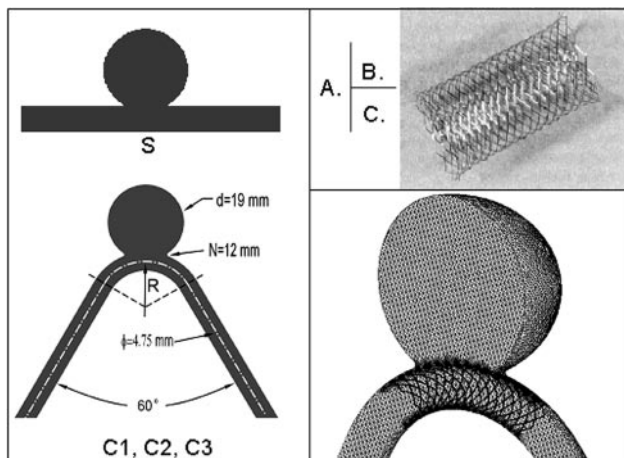 S
d=19 mm
N=12 mm
R
ϕ=4.75 mm
60°
C1, C2, C3
A.
B.
C.